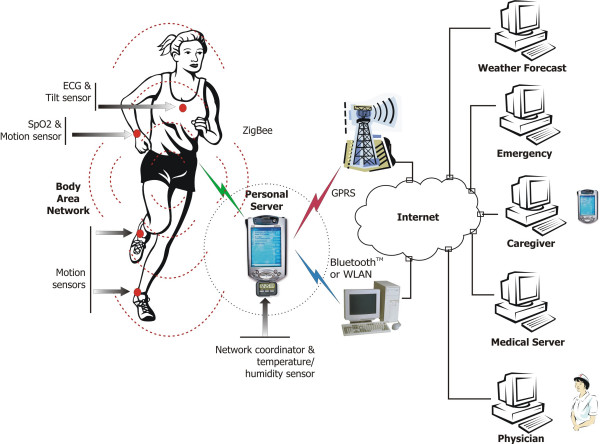 ECG &
Tilt sensor
SpO2 &
Motion sensor
Body
Area
Network
Motion
sensors
ZigBee
Personal
Server
Network coordinator &
temperature/
humidity sensor
GPRS
Bluetooth™
or WLAN
Internet
Weather Forecast
Emergency
Caregiver
Medical Server
Physician